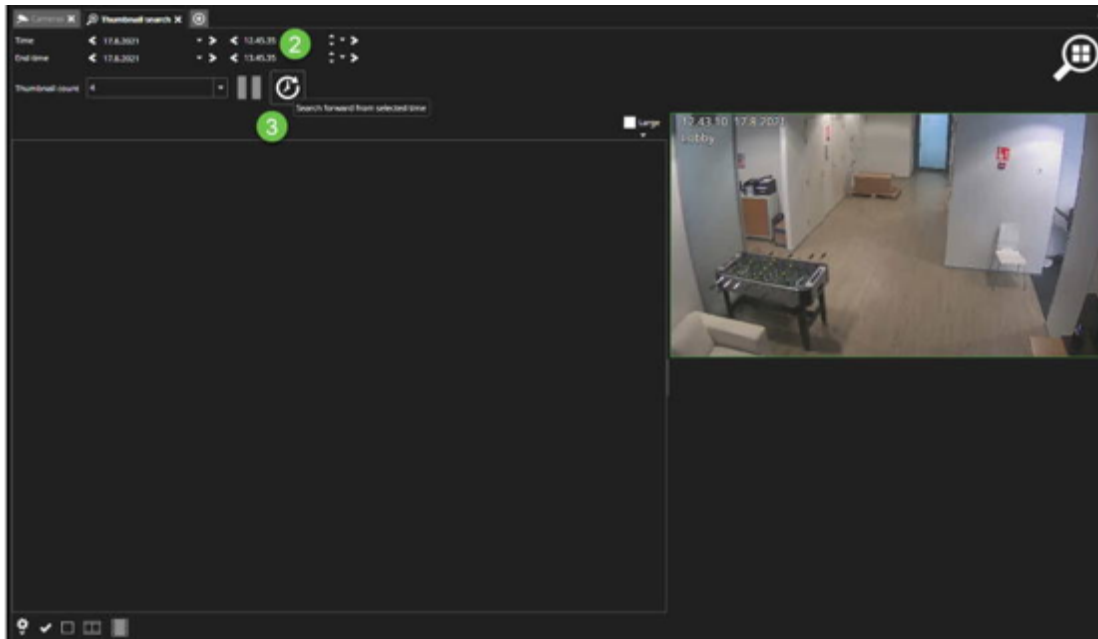 Cameras
Thumbnail search
Time 17.8.2021 12.45.35 2
End time 17.8.2021 13.45.35
Thumbnail count 4
Search forward from selected time
3
Large
12.43.10 17.8.2021
Lobby